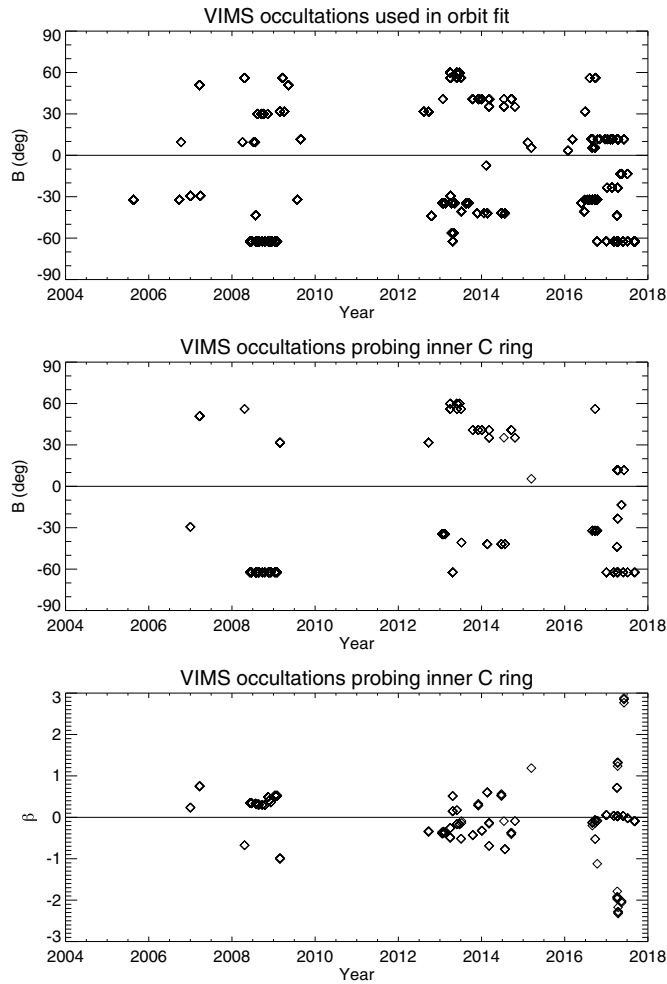 VIMS occultations used in orbit fit
90
60
30
0
-30
-60
-90
B (deg)
2004 2006 2008 2010 2012 2014 2016 2018
Year
VIMS occultations probing inner C ring
90
60
30
0
-30
-60
-90
B (deg)
2004 2006 2008 2010 2012 2014 2016 2018
Year
VIMS occultations probing inner C ring
3
2
1
0
-1
-2
-3
β
2004 2006 2008 2010 2012 2014 2016 2018
Year